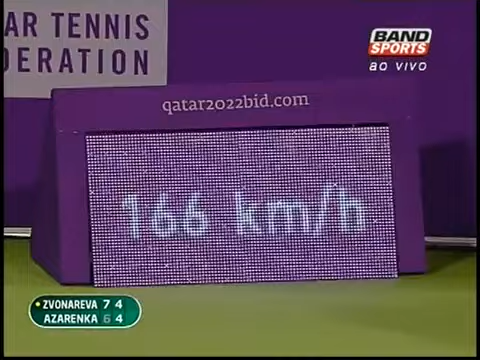 AR TENNIS
DERATION
BAND
SPORTS
AO VIVO
qatar2022bid.com
166 km/h
ZVONAREVA 7 4
AZARENKA 6 4